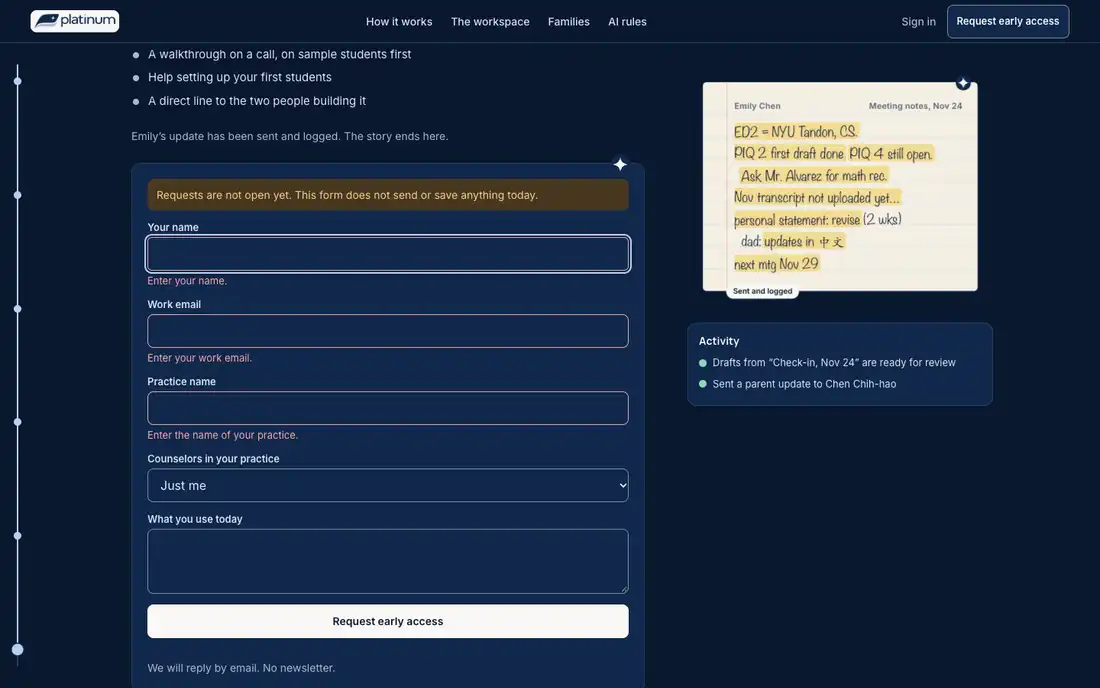 platinum
How it works
The workspace
Families
AI rules
Sign in
Request early access
A walkthrough on a call, on sample students first
Help setting up your first students
A direct line to the two people building it
Emily’s update has been sent and logged. The story ends here.
Requests are not open yet. This form does not send or save anything today.
Your name
Enter your name.
Work email
Enter your work email.
Practice name
Enter the name of your practice.
Counselors in your practice
Just me
What you use today
Request early access
We will reply by email. No newsletter.
Emily Chen
Meeting notes, Nov 24
ED2 = NYU Tandon, CS.
PIQ 2 first draft done PIQ 4 still open.
Ask Mr. Alvarez for math rec.
Nov transcript not uploaded yet...
personal statement: revise (2 wks)
dad: updates in 中文
next mtg Nov 29
Sent and logged
Activity
Drafts from “Check-in, Nov 24” are ready for review
Sent a parent update to Chen Chih-hao